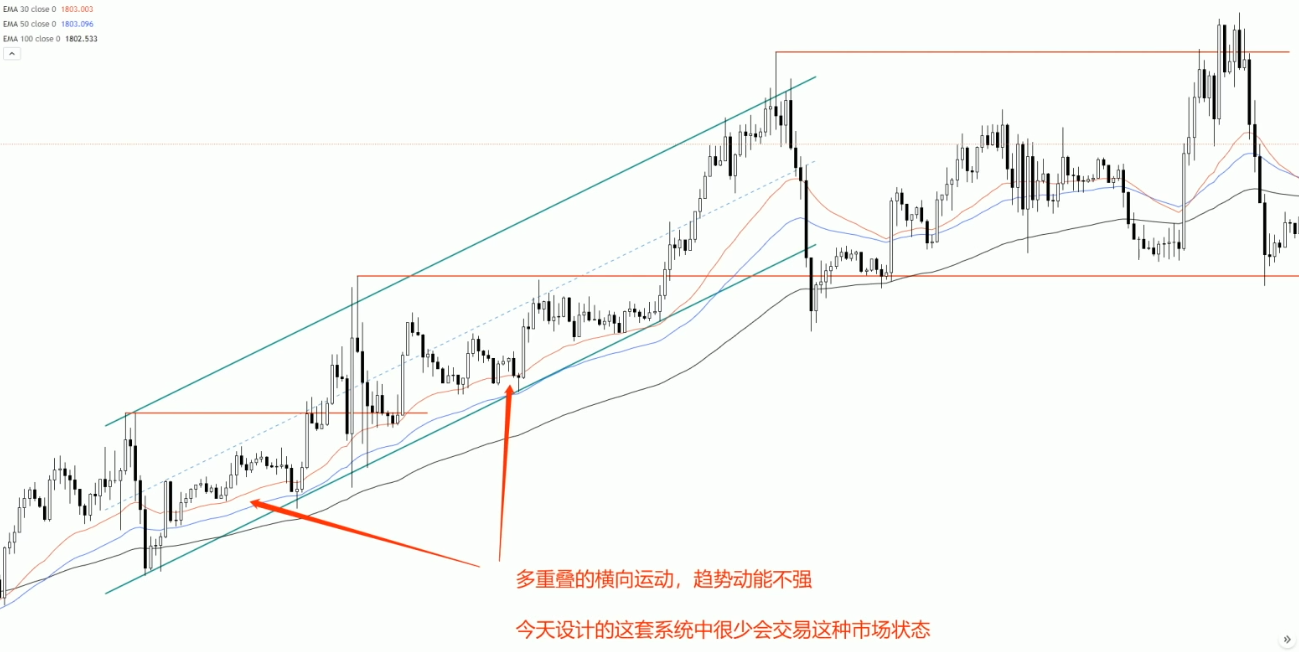 EMA 30 close 0 1803.003
EMA 50 close 0 1803.096
EMA 100 close 0 1802.533
多重叠的横向运动，趋势动能不强
今天设计的这套系统中很少会交易这种市场状态